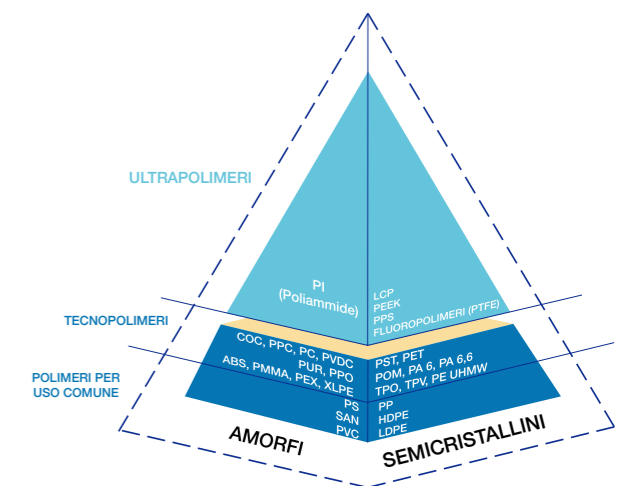 ULTRAPOLIMERI
PI
(Poliammide)
LCP
PEEK
PPS
FLUOROPOLIMERI (PTFE)
TECNOPOLIMERI
COC, PPC, PC, PVDC
PUR, PPO
ABS, PMMA, PEX, XLPE
PST, PET
POM, PA 6, PA 6,6
TPO, TPV, PE UHMW
POLIMERI PER
USO COMUNE
PS
SAN
PVC
PP
HDPE
LDPE
AMORFI
SEMICRISTALLINI